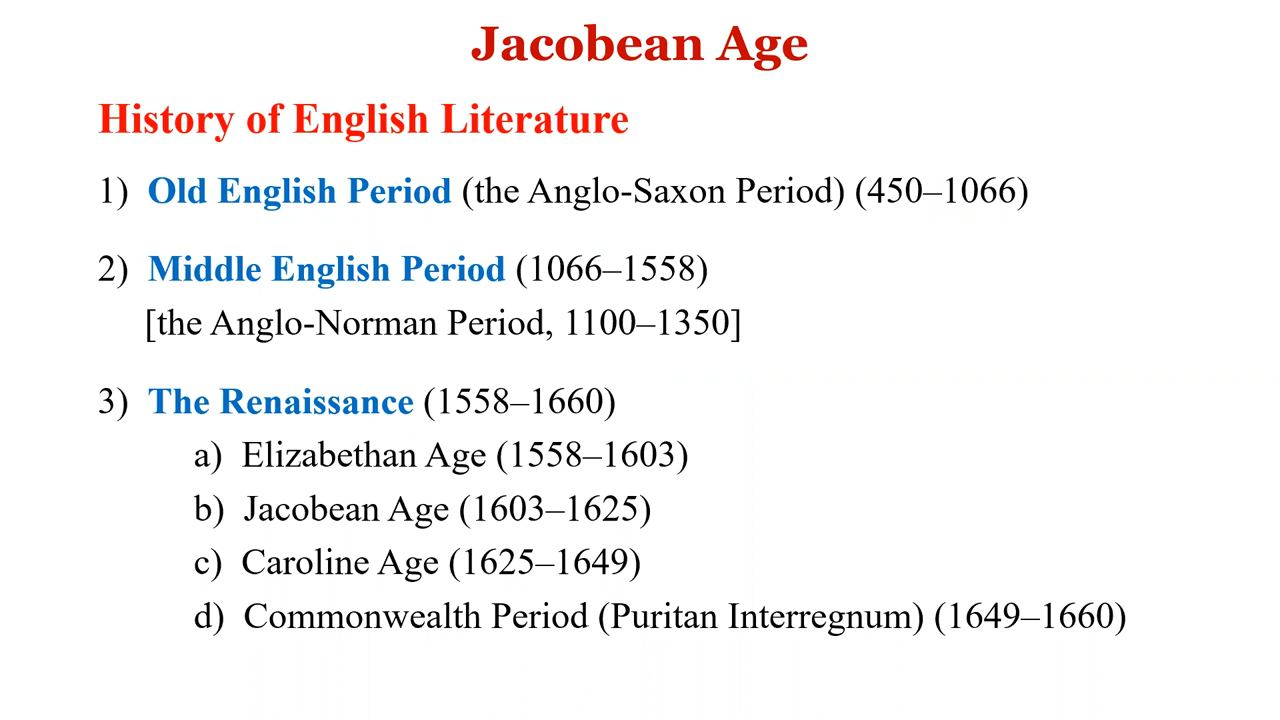 Jacobean Age
History of English Literature
1) Old English Period (the Anglo-Saxon Period) (450–1066)
2) Middle English Period (1066–1558)
[the Anglo-Norman Period, 1100–1350]
3) The Renaissance (1558–1660)
a) Elizabethan Age (1558–1603)
b) Jacobean Age (1603–1625)
c) Caroline Age (1625–1649)
d) Commonwealth Period (Puritan Interregnum) (1649–1660)